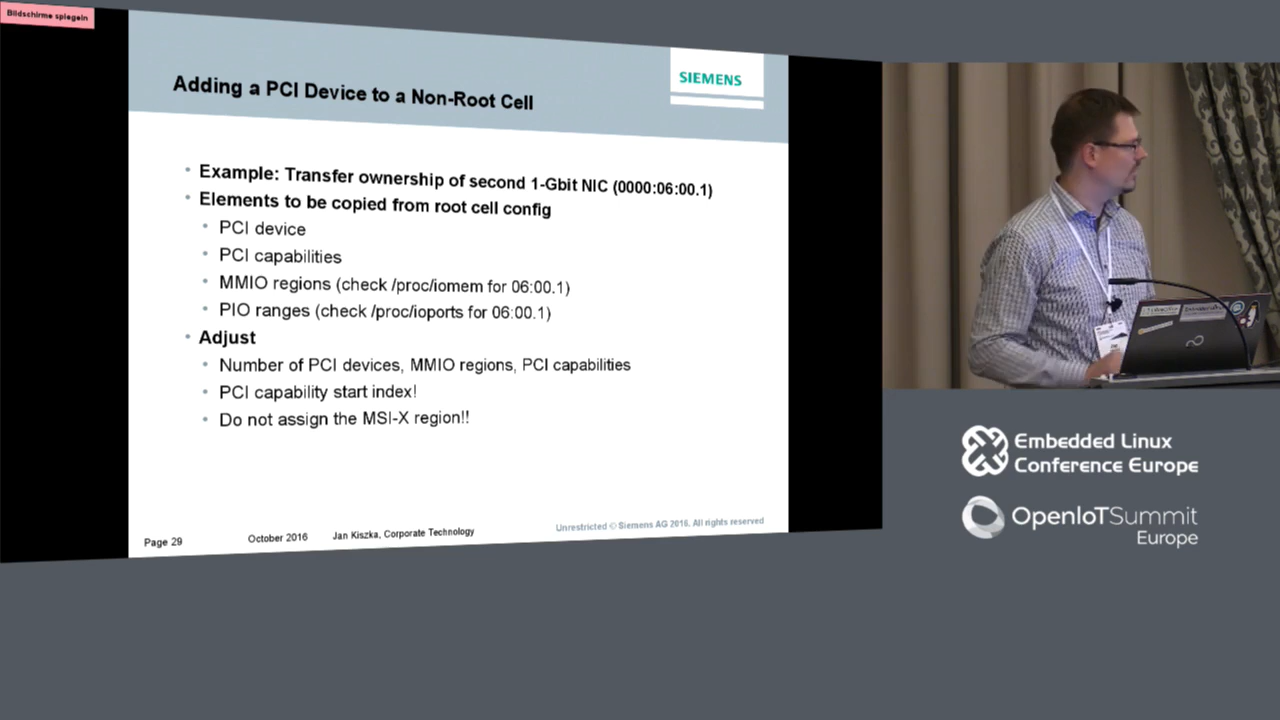 Bildschirme spiegeln
Adding a PCI Device to a Non-Root Cell
SIEMENS
Example: Transfer ownership of second 1-Gbit NIC (0000:06:00.1)
Elements to be copied from root cell config
PCI device
PCI capabilities
MMIO regions (check /proc/iomem for 06:00.1)
PIO ranges (check /proc/ioports for 06:00.1)
Adjust
Number of PCI devices, MMIO regions, PCI capabilities
PCI capability start index!
Do not assign the MSI-X region!!
Page 29
October 2016
Jan Kiszka, Corporate Technology
Unrestricted © Siemens AG 2016. All rights reserved
Embedded Linux
Conference Europe
OpenIoTSummit
Europe